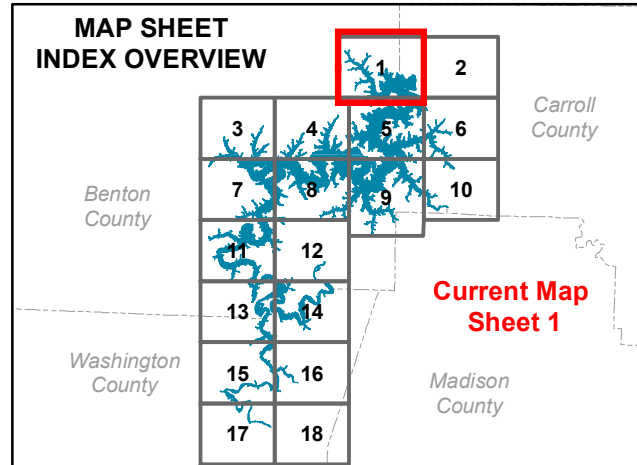 MAP SHEET
INDEX OVERVIEW
1
2
3
4
5
6
Carroll
County
7
8
9
10
Benton
County
11
12
13
14
Current Map
Sheet 1
15
16
Washington
County
Madison
County
17
18